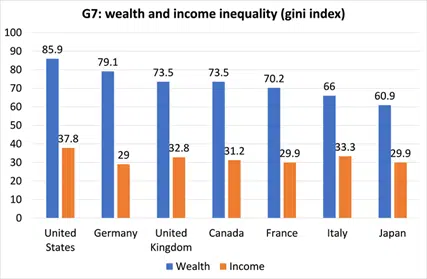 G7: wealth and income inequality (gini index)
100
90
80
70
60
50
40
30
20
10
0
85.9
37.8
79.1
29
73.5
32.8
73.5
31.2
70.2
29.9
66
33.3
60.9
29.9
United
States
Germany
United
Kingdom
Canada
France
Italy
Japan
Wealth
Income